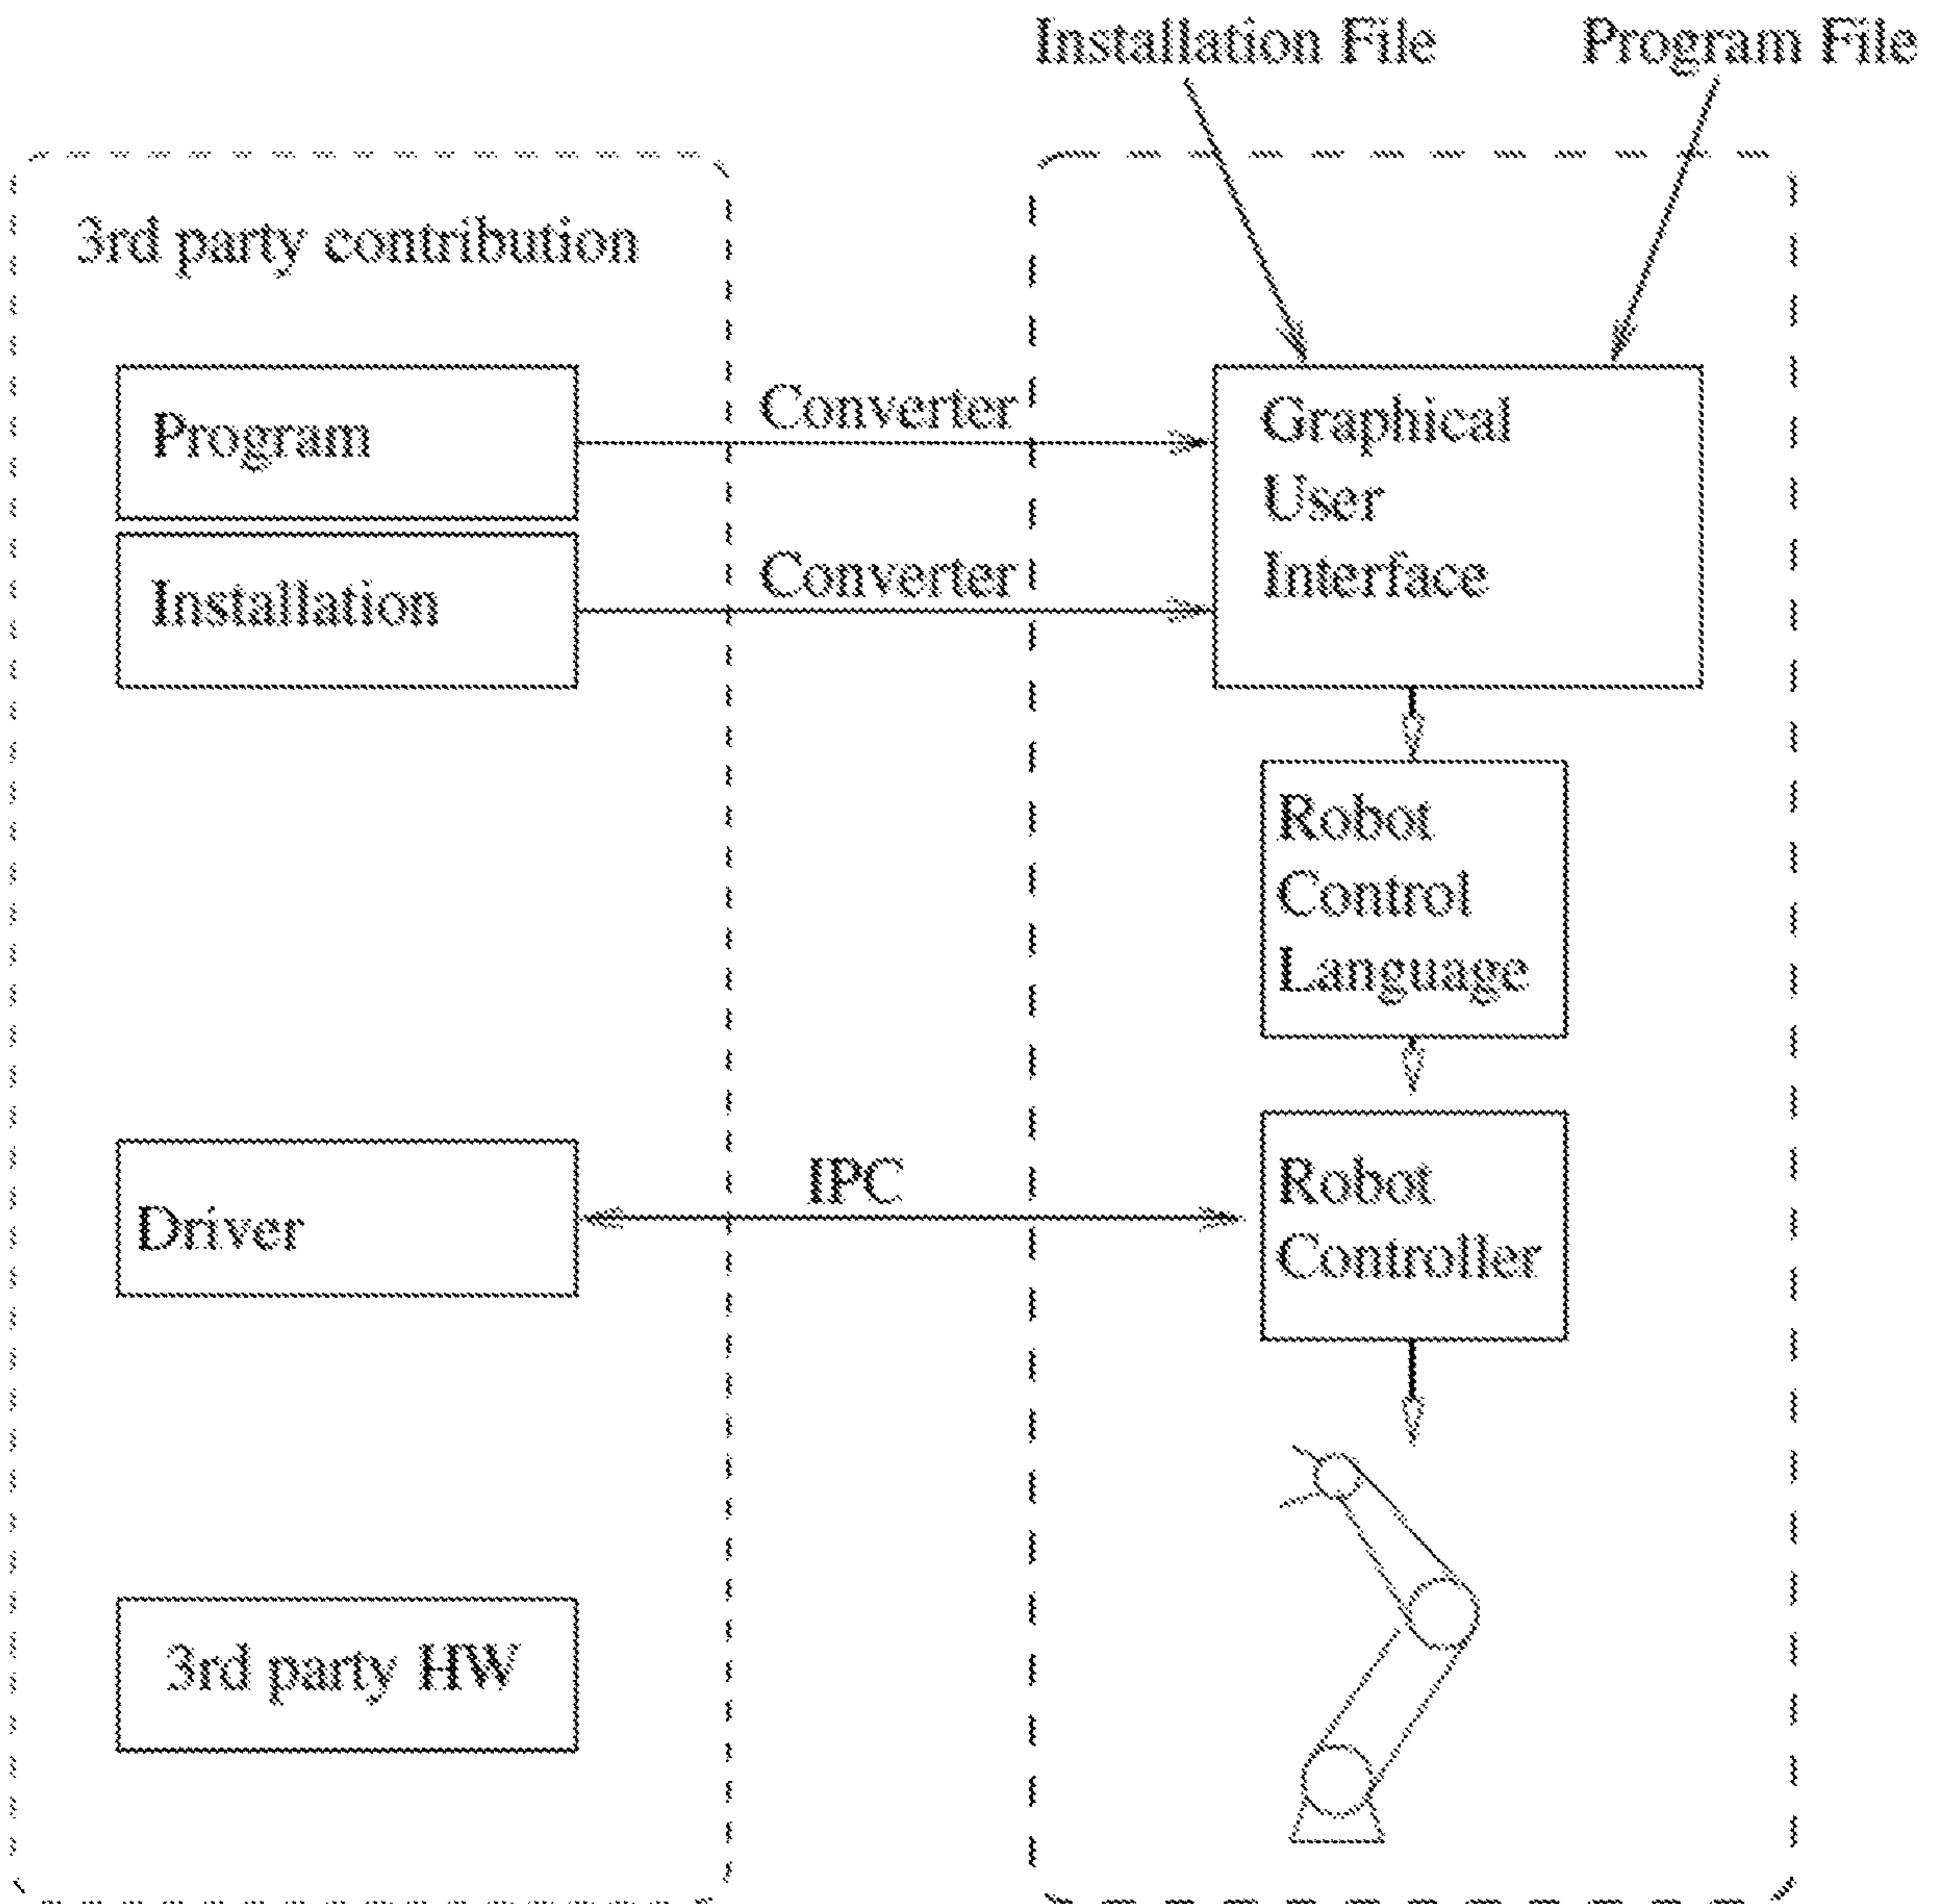 Installation File
Program File
3rd party contribution
Program
Converter
Graphical
User
Interface
Installation
Converter
Robot
Control
Language
Driver
IPC
Robot
Controller
3rd party HW